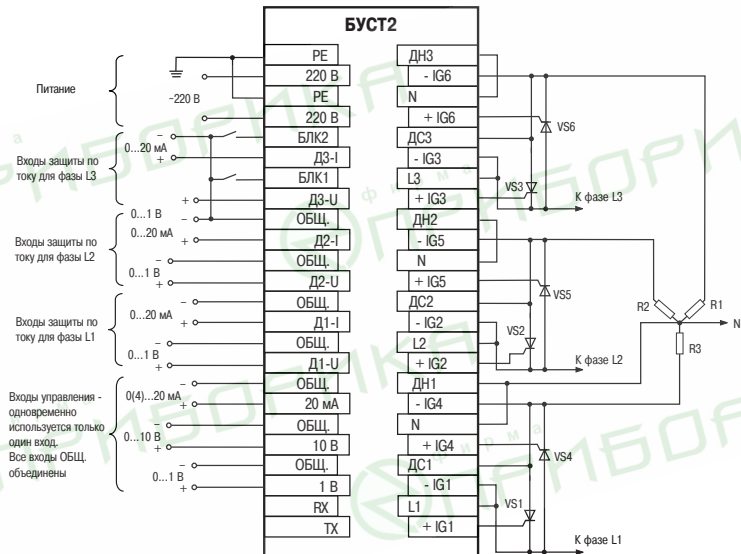 БУСТ2
Питание
~220 В
Входы защиты по
току для фазы L3
0...20 мА
0...1 В
Входы защиты по
току для фазы L2
0...20 мА
0...1 В
Входы защиты по
току для фазы L1
0...20 мА
0...1 В
Входы управления -
одновременно
используется только
один вход.
Все входы ОБЩ.
объединены
0(4)...20 мА
0...10 В
0...1 В
− + + − + − + − + − + − + − + − +
PE
220 В
PE
220 В
БЛК2
Д3-I
БЛК1
Д3-U
ОБЩ.
Д2-I
ОБЩ.
Д2-U
ОБЩ.
Д1-I
ОБЩ.
Д1-U
ОБЩ.
20 мА
ОБЩ.
10 В
ОБЩ.
1 В
RX
TX
ДН3
- IG6
N
+ IG6
ДС3
- IG3
L3
+ IG3
ДН2
- IG5
N
+ IG5
ДС2
- IG2
L2
+ IG2
ДН1
- IG4
N
+ IG4
ДС1
- IG1
L1
+ IG1
VS6
VS3
К фазе L3
VS5
VS2
К фазе L2
R2
R1
R3
N
VS4
VS1
К фазе L1
фирма
ПРИБОРИКА